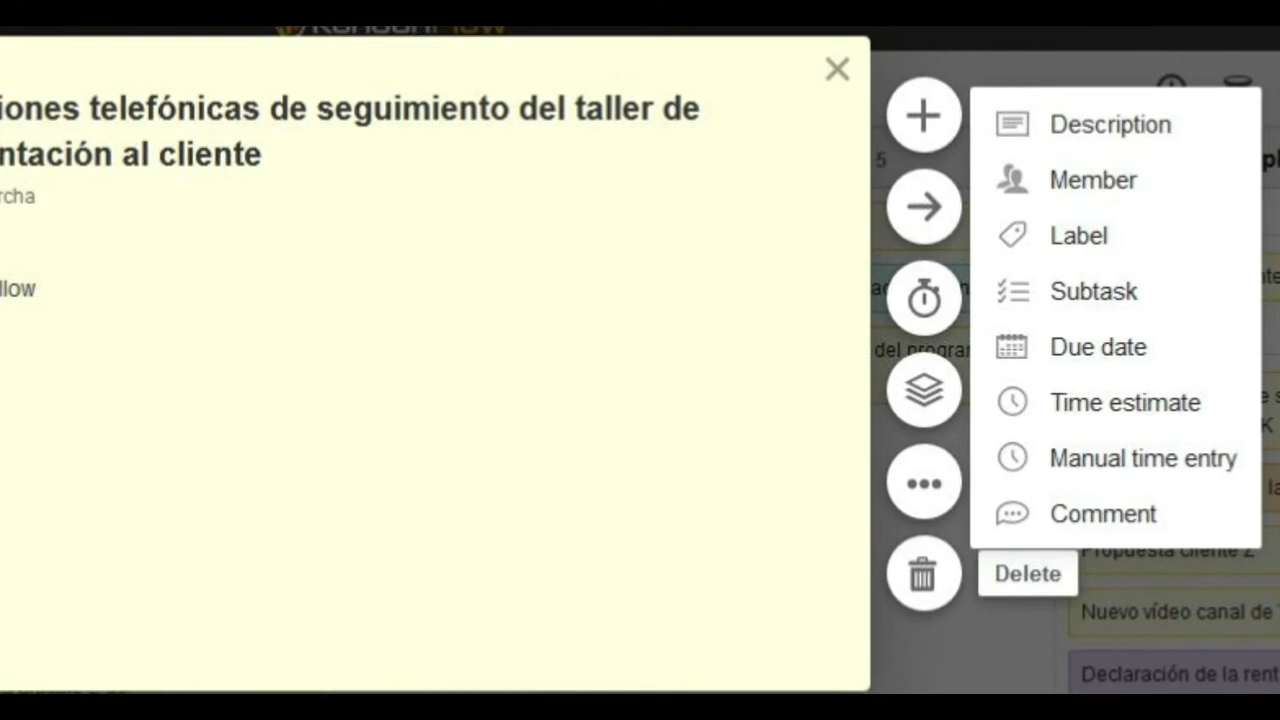 iones telefónicas de seguimiento del taller de
ntación al cliente
rcha
llow
5
del program
Description
Member
Label
Subtask
Due date
Time estimate
Manual time entry
Comment
Delete
Propuesta cliente Z
Nuevo vídeo canal de
Declaración de la rent